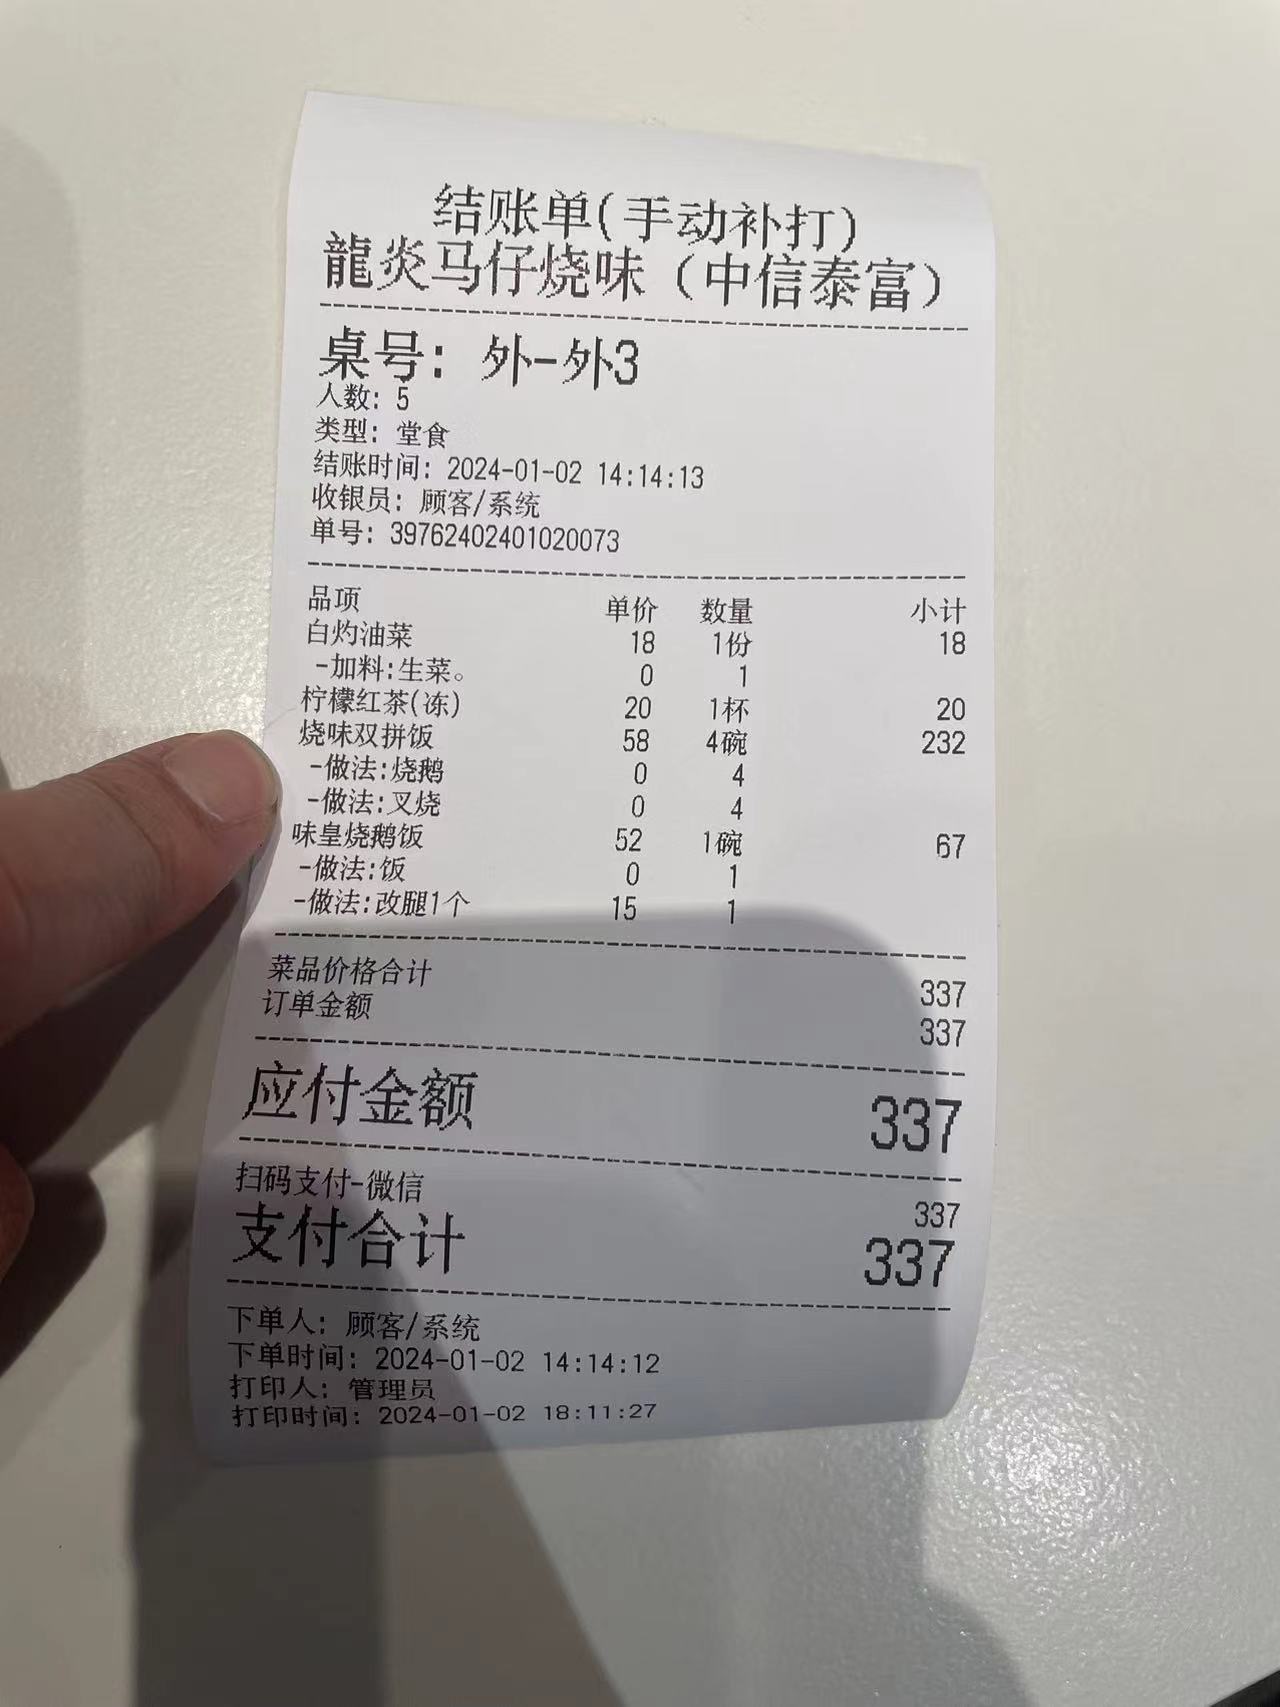 结账单(手动补打)
龍炎马仔烧味（中信泰富）
桌号: 外-外3
人数: 5
类型: 堂食
结账时间: 2024-01-02 14:14:13
收银员: 顾客/系统
单号: 39762402401020073
品项 单价 数量 小计
白灼油菜 18 1份 18
-加料:生菜。 0 1
柠檬红茶(冻) 20 1杯 20
烧味双拼饭 58 4碗 232
-做法:烧鹅 0 4
-做法:叉烧 0 4
味皇烧鹅饭 52 1碗 67
-做法:饭 0 1
-做法:改腿1个 15 1
菜品价格合计 337
订单金额 337
应付金额 337
扫码支付-微信 337
支付合计 337
下单人: 顾客/系统
下单时间: 2024-01-02 14:14:12
打印人: 管理员
打印时间: 2024-01-02 18:11:27